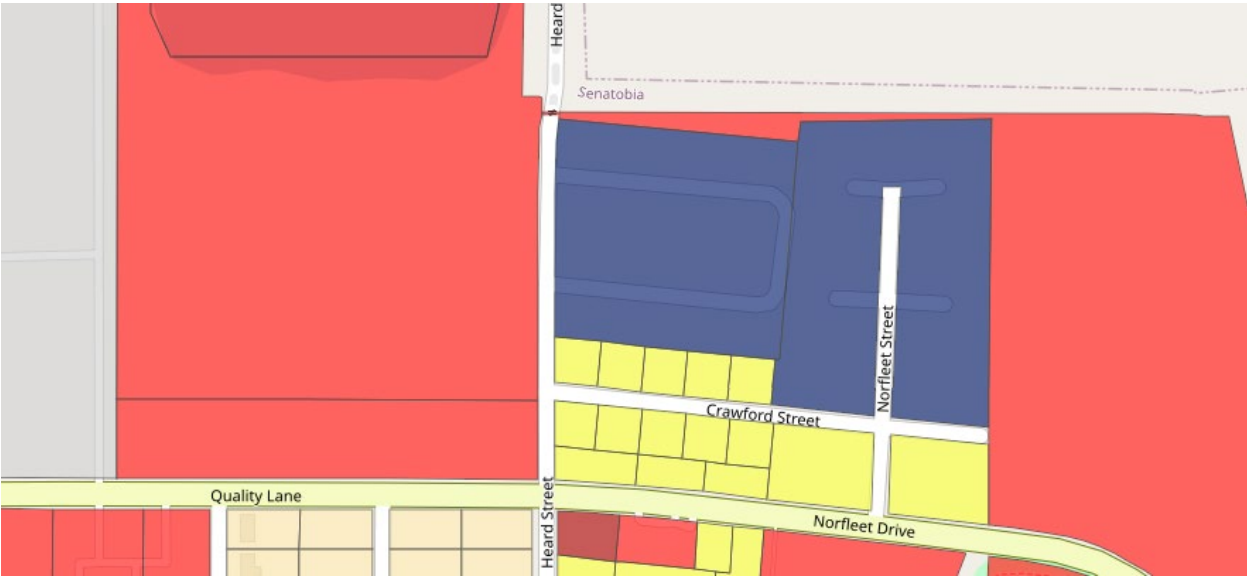 Heard
Senatobia
Norfleet Street
Crawford Street
Quality Lane
Heard Street
Norfleet Drive